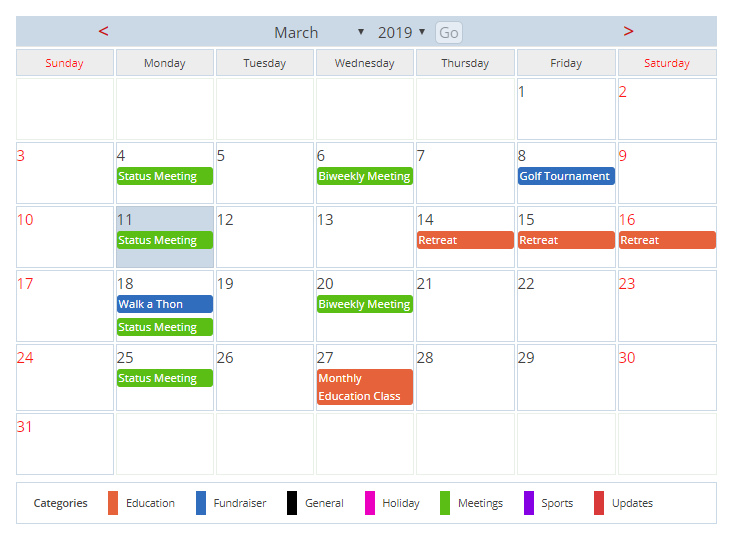 < March ▼ 2019 ▼ Go >
Sunday Monday Tuesday Wednesday Thursday Friday Saturday
1 2
3 4 5 6 7 8 9
Status Meeting Biweekly Meeting Golf Tournament
10 11 12 13 14 15 16
Status Meeting Retreat Retreat Retreat
17 18 19 20 21 22 23
Walk a Thon Biweekly Meeting
Status Meeting
24 25 26 27 28 29 30
Status Meeting Monthly
Education Class
31
Categories Education Fundraiser General Holiday Meetings Sports Updates